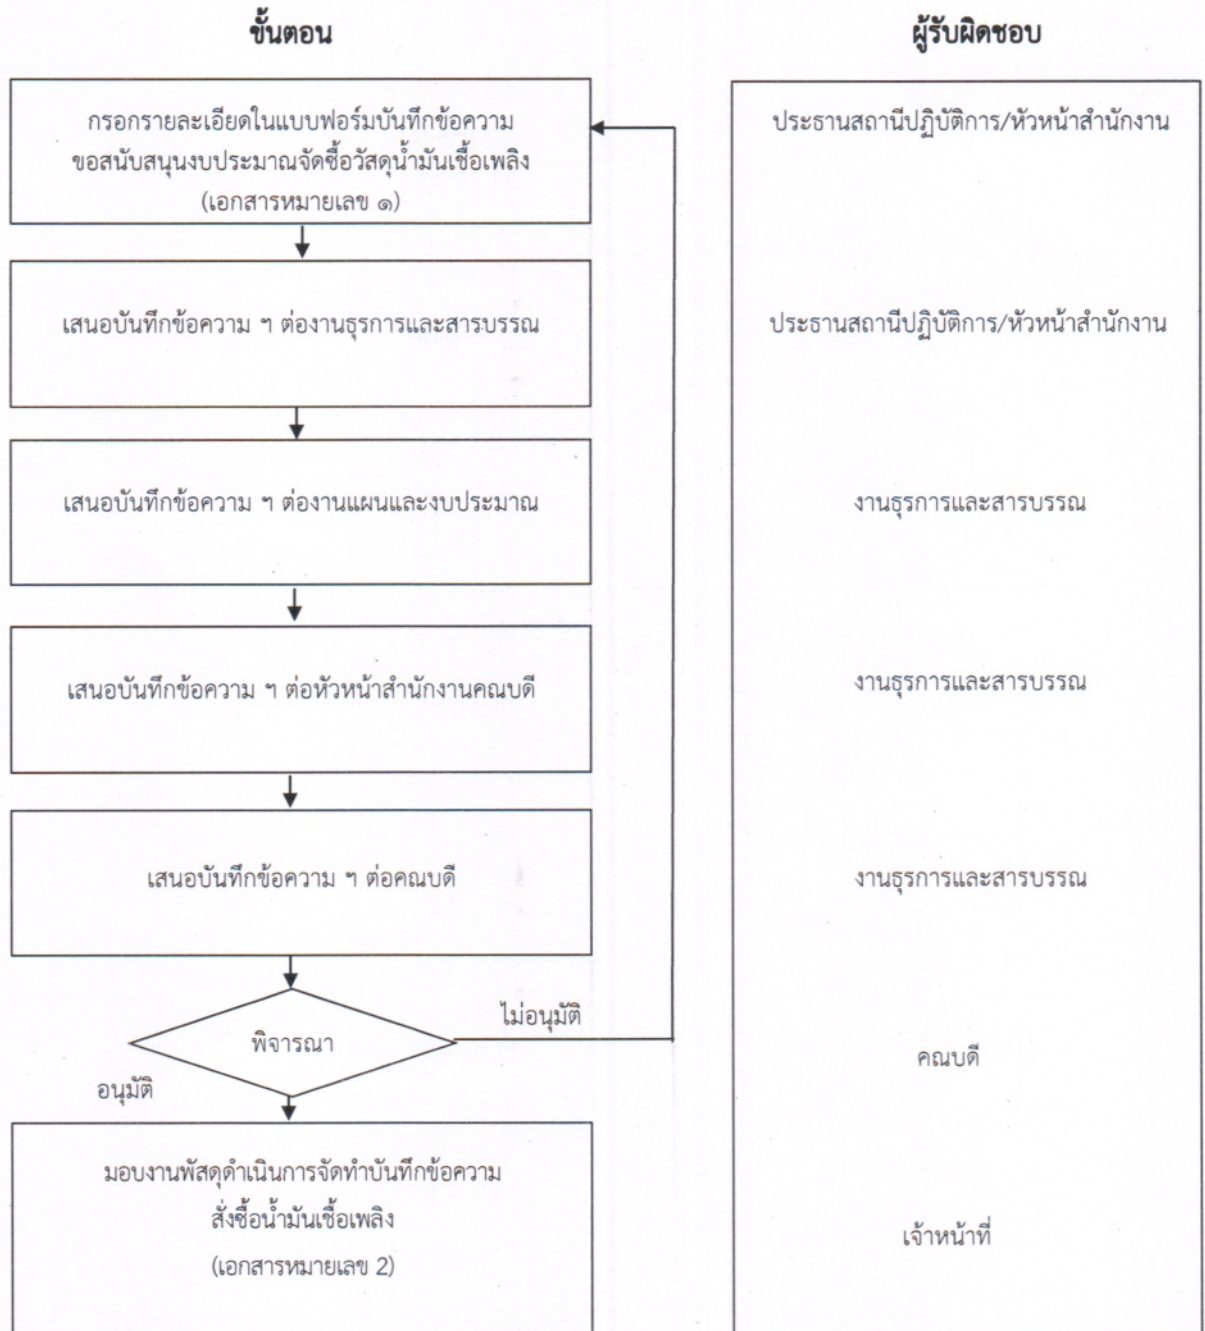 ขั้นตอน
ผู้รับผิดชอบ
กรอกรายละเอียดในแบบฟอร์มบันทึกข้อความ
ขอสนับสนุนงบประมาณจัดซื้อวัสดุน้ำมันเชื้อเพลิง
(เอกสารหมายเลข ๑)
ประธานสถานีปฏิบัติการ/หัวหน้าสำนักงาน
เสนอบันทึกข้อความ ฯ ต่องานธุรการและสารบรรณ
ประธานสถานีปฏิบัติการ/หัวหน้าสำนักงาน
เสนอบันทึกข้อความ ฯ ต่องานแผนและงบประมาณ
งานธุรการและสารบรรณ
เสนอบันทึกข้อความ ฯ ต่อหัวหน้าสำนักงานคณบดี
งานธุรการและสารบรรณ
เสนอบันทึกข้อความ ฯ ต่อคณบดี
งานธุรการและสารบรรณ
พิจารณา
ไม่อนุมัติ
คณบดี
อนุมัติ
มอบงานพัสดุดำเนินการจัดทำบันทึกข้อความ
สั่งซื้อน้ำมันเชื้อเพลิง
(เอกสารหมายเลข 2)
เจ้าหน้าที่